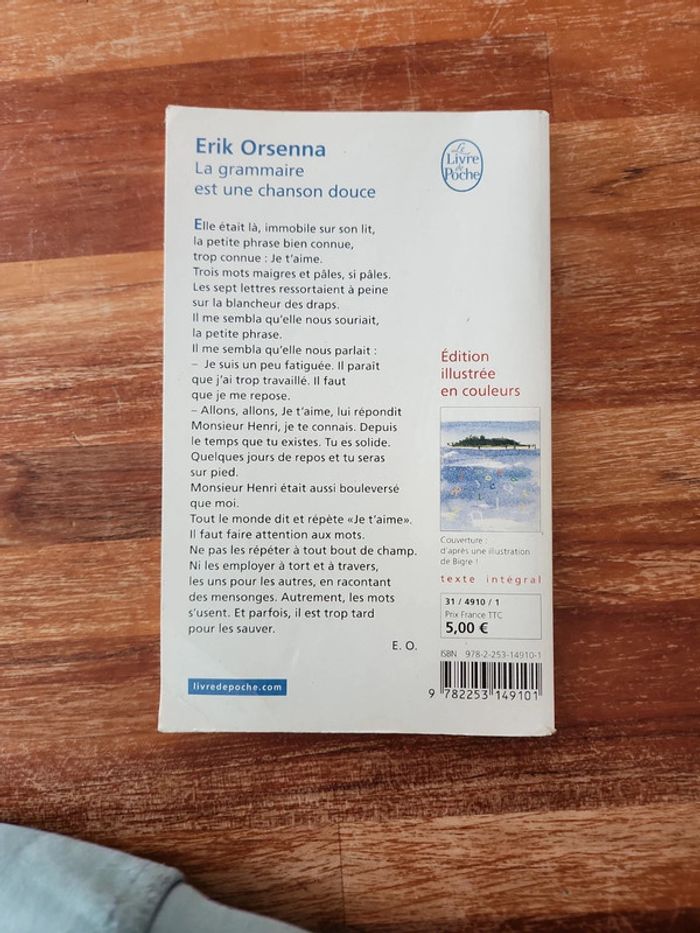 Erik Orsenna
La grammaire
est une chanson douce
Le
Livre
de
Poche
Elle était là, immobile sur son lit,
la petite phrase bien connue,
trop connue : Je t'aime.
Trois mots maigres et pâles, si pâles.
Les sept lettres ressortaient à peine
sur la blancheur des draps.
Il me sembla qu'elle nous souriait,
la petite phrase.
Il me sembla qu'elle nous parlait :
– Je suis un peu fatiguée. Il paraît
que j'ai trop travaillé. Il faut
que je me repose.
– Allons, allons, Je t'aime, lui répondit
Monsieur Henri, je te connais. Depuis
le temps que tu existes. Tu es solide.
Quelques jours de repos et tu seras
sur pied.
Monsieur Henri était aussi bouleversé
que moi.
Tout le monde dit et répète «Je t'aime».
Il faut faire attention aux mots.
Ne pas les répéter à tout bout de champ.
Ni les employer à tort et à travers,
les uns pour les autres, en racontant
des mensonges. Autrement, les mots
s'usent. Et parfois, il est trop tard
pour les sauver.
E. O.
livredepoche.com
Édition
illustrée
en couleurs
Couverture :
d'après une illustration
de Bigre !
texte intégral
31 / 4910 / 1
Prix France TTC
5,00 €
ISBN 978-2-253-14910-1
9 782253 149101